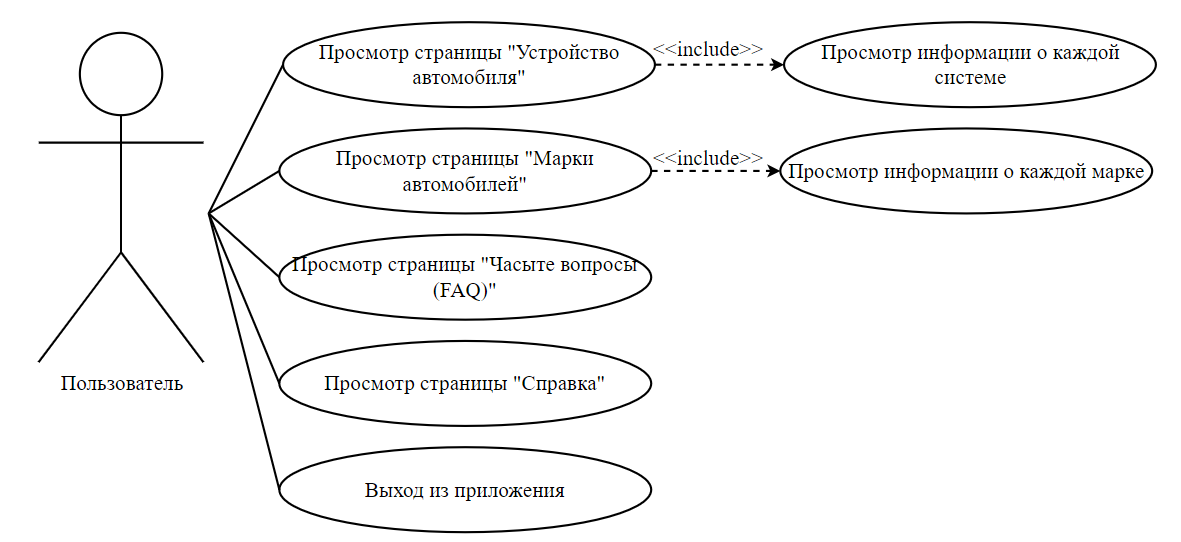 Просмотр страницы "Устройство
автомобиля"
<<include>>
Просмотр информации о каждой
системе
Просмотр страницы "Марки
автомобилей"
<<include>>
Просмотр информации о каждой марке
Просмотр страницы "Часыте вопросы
(FAQ)"
Просмотр страницы "Справка"
Пользователь
Выход из приложения